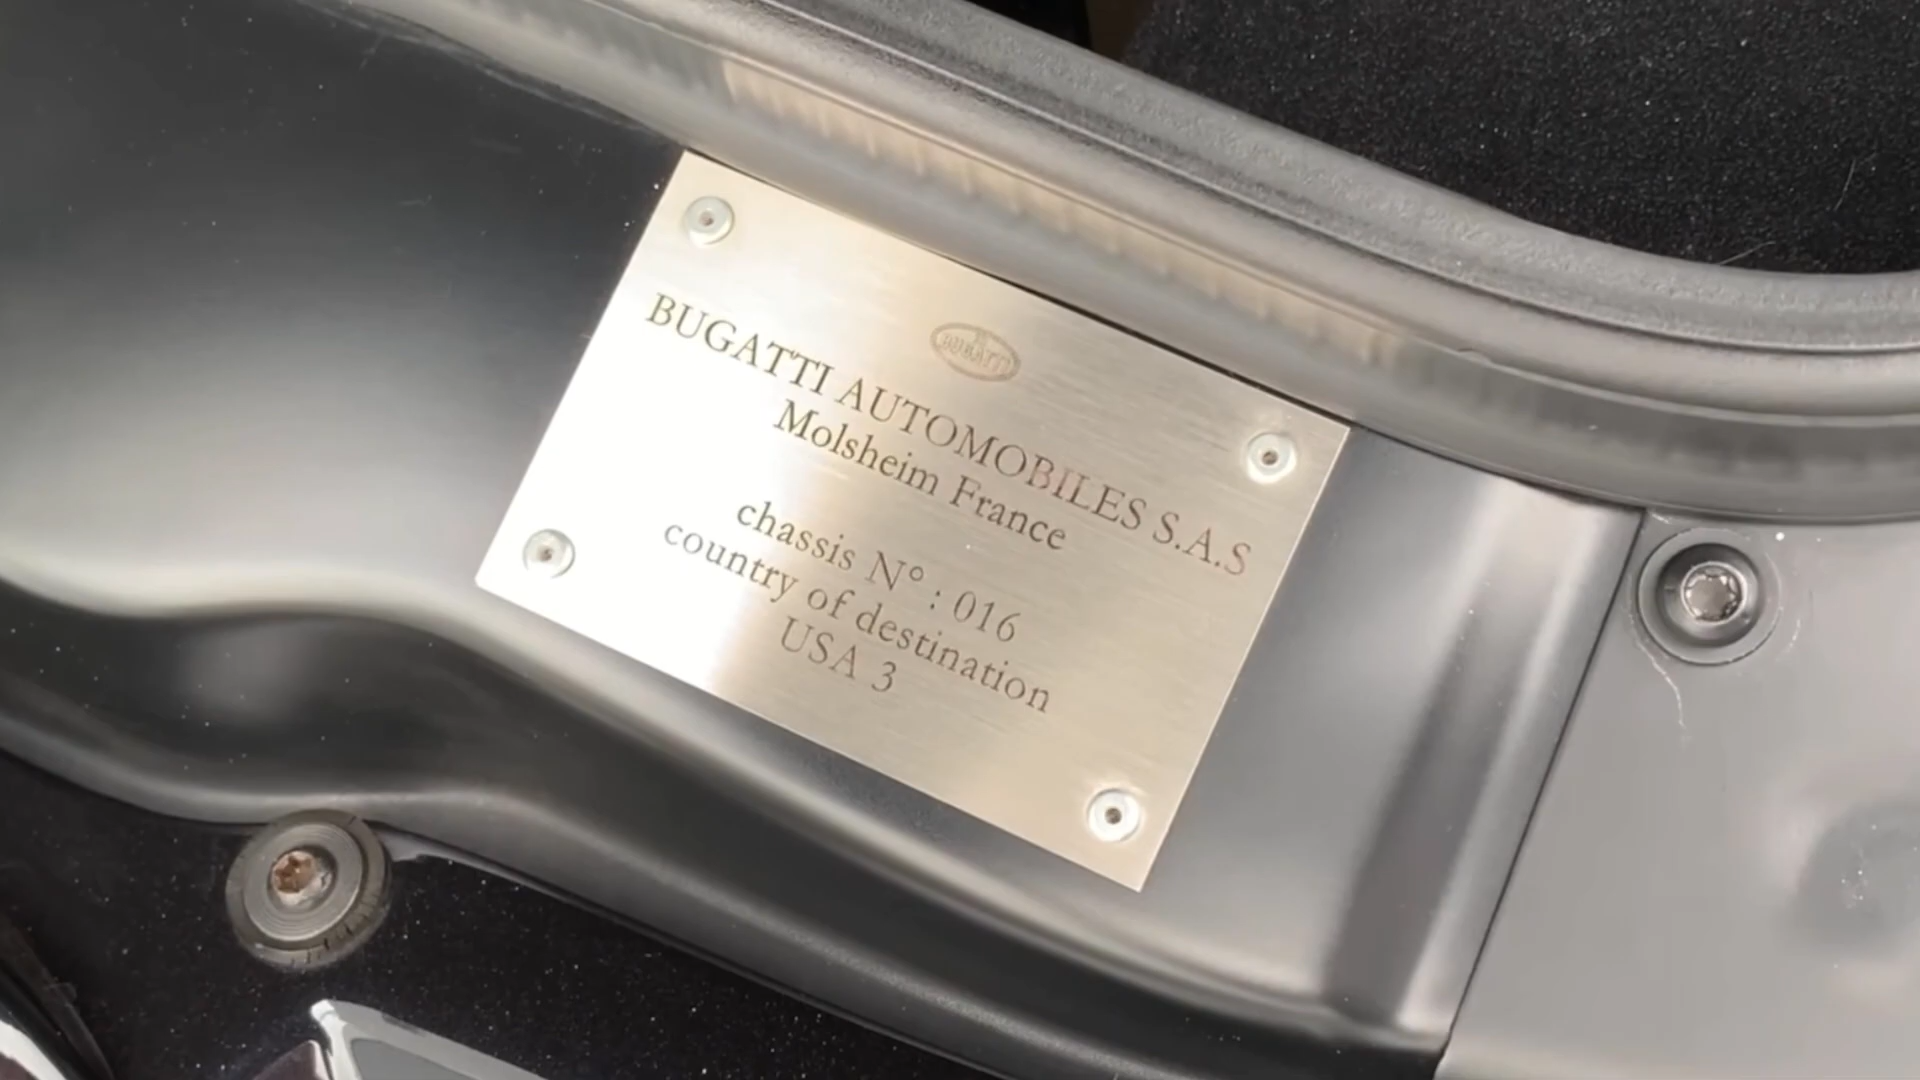 BUGATTI
BUGATTI AUTOMOBILES S.A.S
Molsheim France
chassis N° : 016
country of destination
USA 3